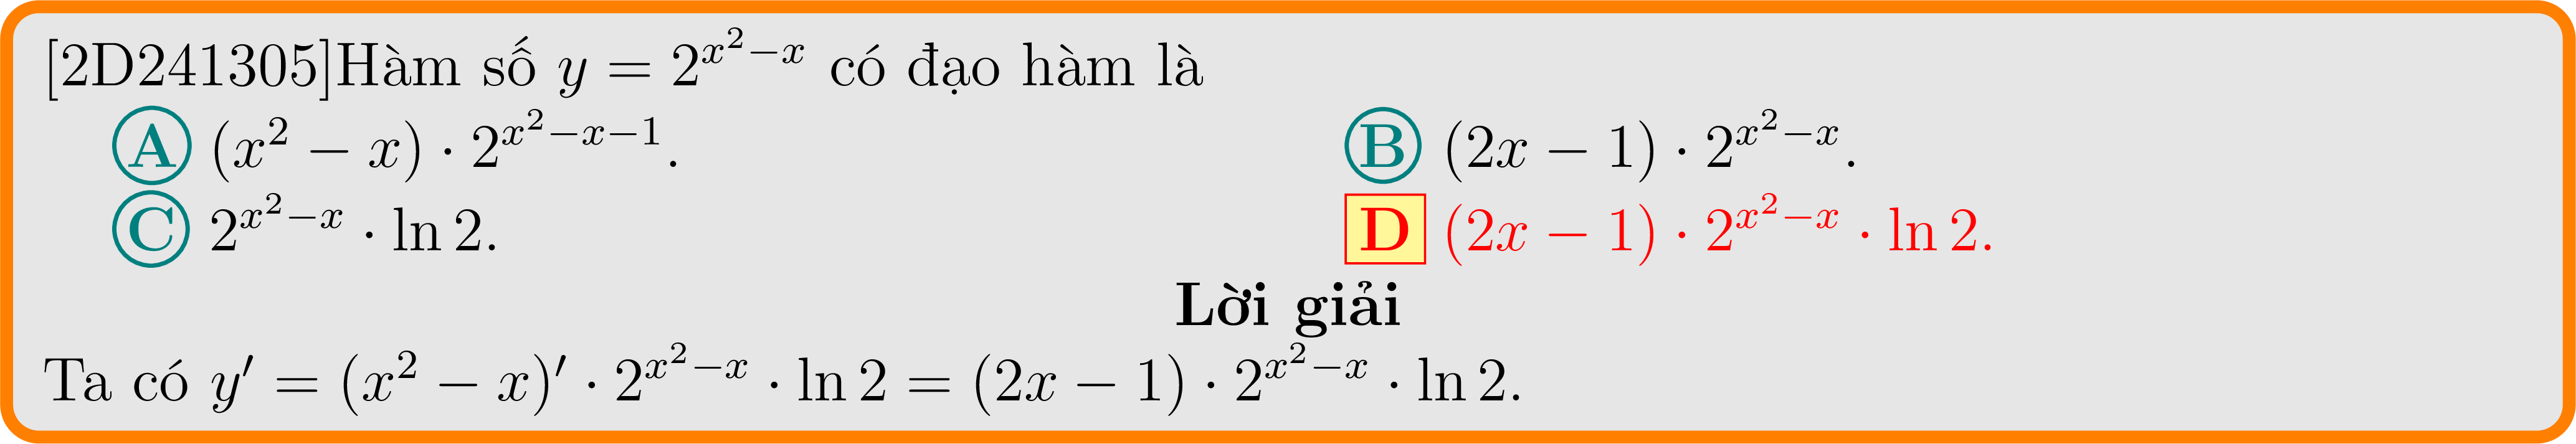 [2D241305]Hàm số $y = 2^{x^2-x}$ có đạo hàm là
A $(x^2 - x) \cdot 2^{x^2-x-1}$. B $(2x - 1) \cdot 2^{x^2-x}$.
C $2^{x^2-x} \cdot \ln 2$. D $(2x - 1) \cdot 2^{x^2-x} \cdot \ln 2$.
Lời giải
Ta có $y' = (x^2 - x)' \cdot 2^{x^2-x} \cdot \ln 2 = (2x - 1) \cdot 2^{x^2-x} \cdot \ln 2$.